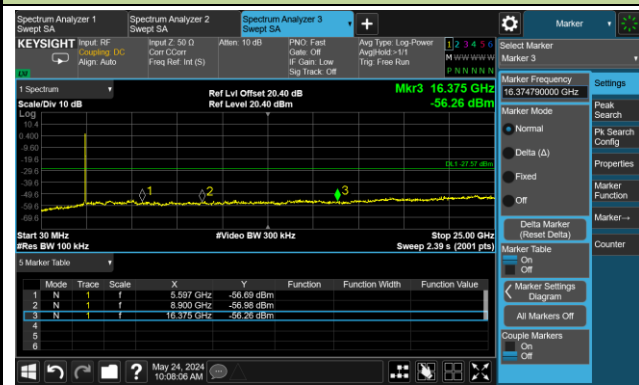 Spectrum Analyzer 1
Swept SA
Spectrum Analyzer 2
Swept SA
Spectrum Analyzer 3
Swept SA
Marker
KEYSIGHT
Input: RF
Coupling: DC
Align: Auto
Input Z: 50 Ω
Corr CCorr
Freq Ref: Int (S)
Atten: 10 dB
PNO: Fast
Gate: Off
IF Gain: Low
Sig Track: Off
Avg Type: Log-Power
Avg|Hold:>1/1
Trig: Free Run
1 2 3 4 5 6
M W W W W W
P N N N N N
Select Marker
Marker 3
1 Spectrum
Scale/Div 10 dB
Log
Ref Lvl Offset 20.40 dB
Ref Level 20.40 dBm
Mkr3 16.375 GHz
-56.26 dBm
10.4
0.400
-9.60
-19.6
-29.6
-39.6
-49.6
-59.6
-69.6
DL1 -27.57 dBm
1
2
3
Start 30 MHz
#Res BW 100 kHz
#Video BW 300 kHz
Stop 25.00 GHz
Sweep 2.39 s (2001 pts)
5 Marker Table
Mode Trace Scale X Y Function Function Width Function Value
1 N 1 f 5.597 GHz -56.69 dBm
2 N 1 f 8.900 GHz -56.98 dBm
3 N 1 f 16.375 GHz -56.26 dBm
4
5
6
Marker Frequency
16.374790000 GHz
Marker Mode
Normal
Delta (Δ)
Fixed
Off
Delta Marker
(Reset Delta)
Marker Table
On
Off
Marker Settings
Diagram
All Markers Off
Couple Markers
On
Off
Settings
Peak
Search
Pk Search
Config
Properties
Marker
Function
Marker→
Counter
May 24, 2024
10:08:06 AM